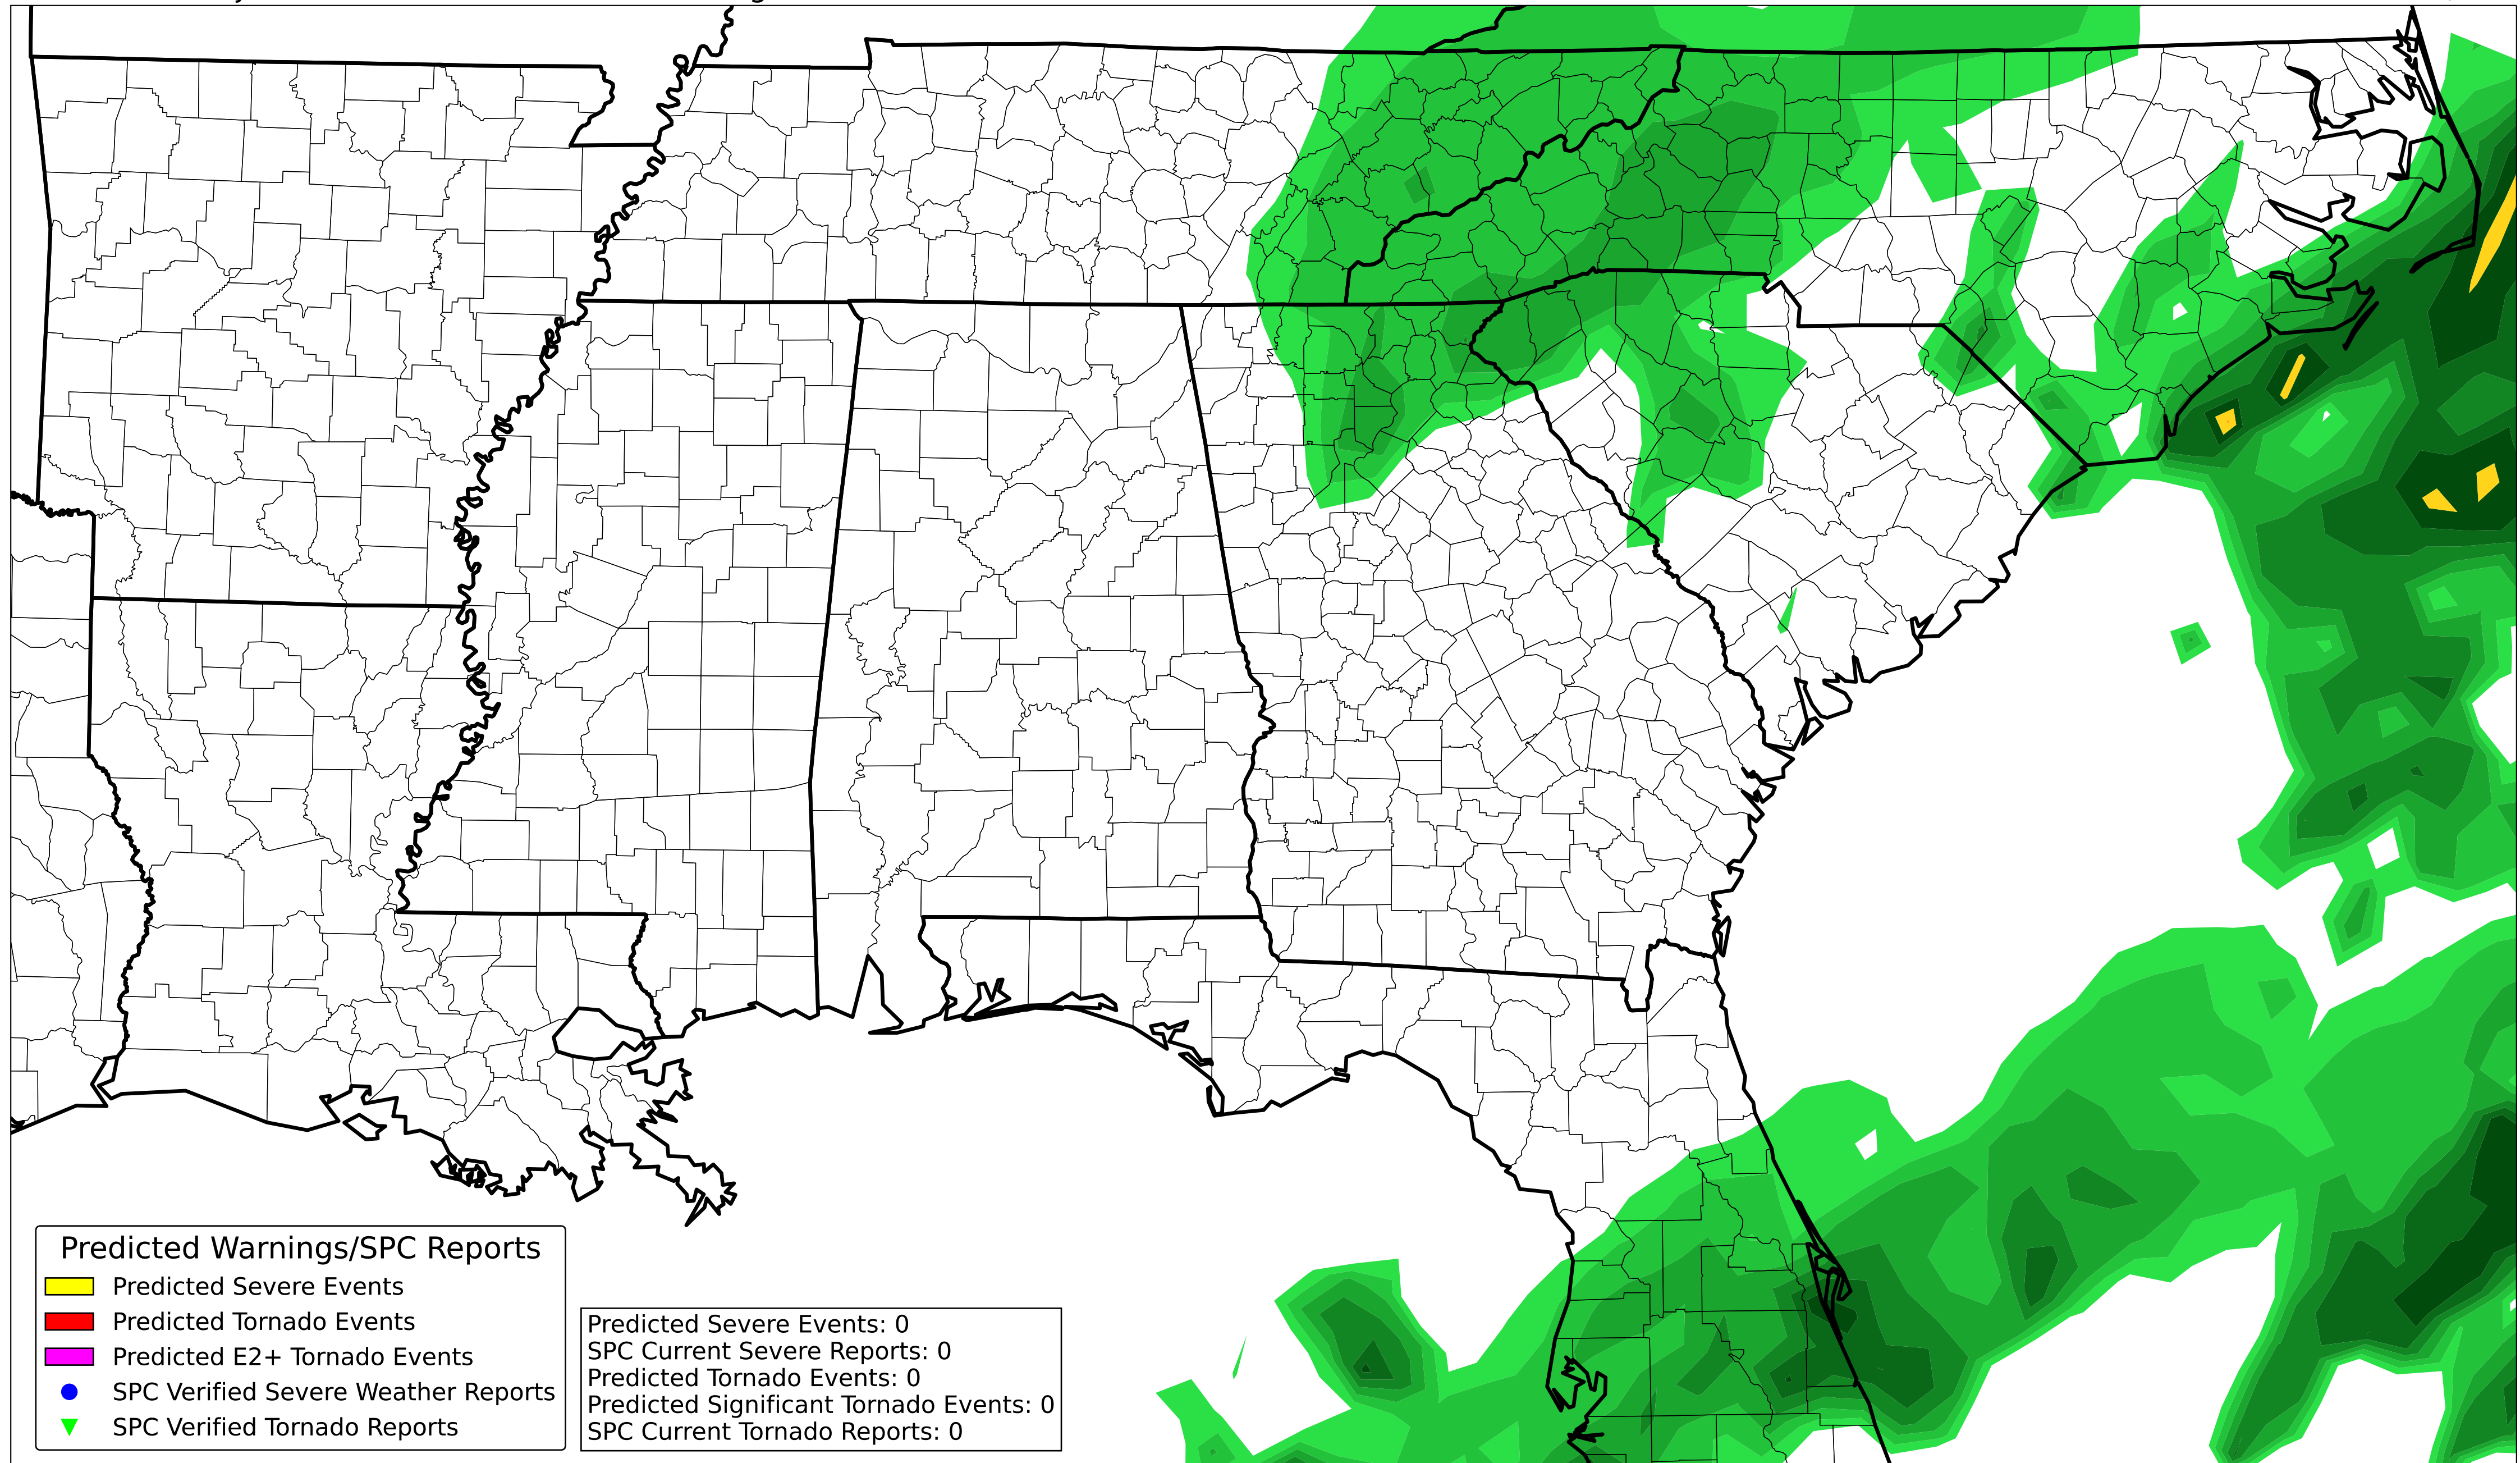 Predicted Warnings/SPC Reports
Predicted Severe Events
Predicted Tornado Events
Predicted E2+ Tornado Events
SPC Verified Severe Weather Reports
SPC Verified Tornado Reports
Predicted Severe Events: 0
SPC Current Severe Reports: 0
Predicted Tornado Events: 0
Predicted Significant Tornado Events: 0
SPC Current Tornado Reports: 0